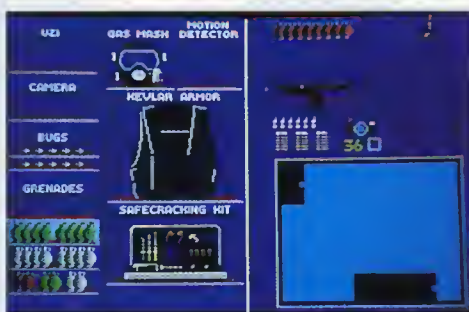 UZI
GAS MASK
MOTION
DETECTOR
CAMERA
KEVLAR ARMOR
BUGS
GRENADES
SAFECRACKING KIT
36